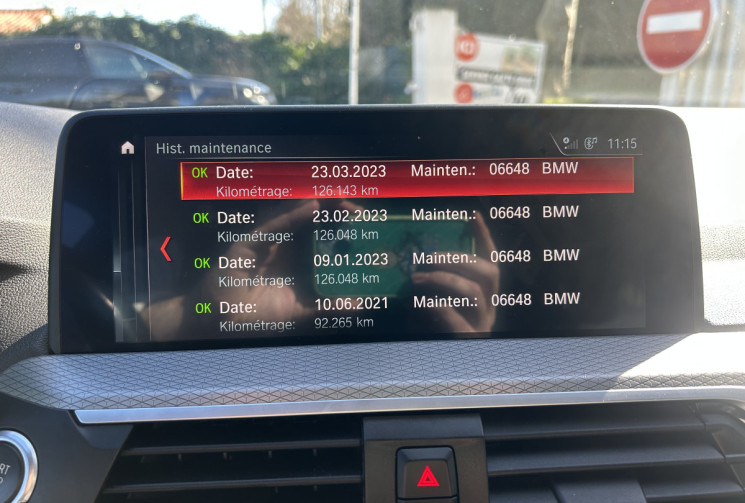 Hist. maintenance 11:15
OK Date: 23.03.2023 Mainten.: 06648 BMW
Kilométrage: 126.143 km
OK Date: 23.02.2023 Mainten.: 06648 BMW
Kilométrage: 126.048 km
OK Date: 09.01.2023 Mainten.: 06648 BMW
Kilométrage: 126.048 km
OK Date: 10.06.2021 Mainten.: 06648 BMW
Kilométrage: 92.265 km